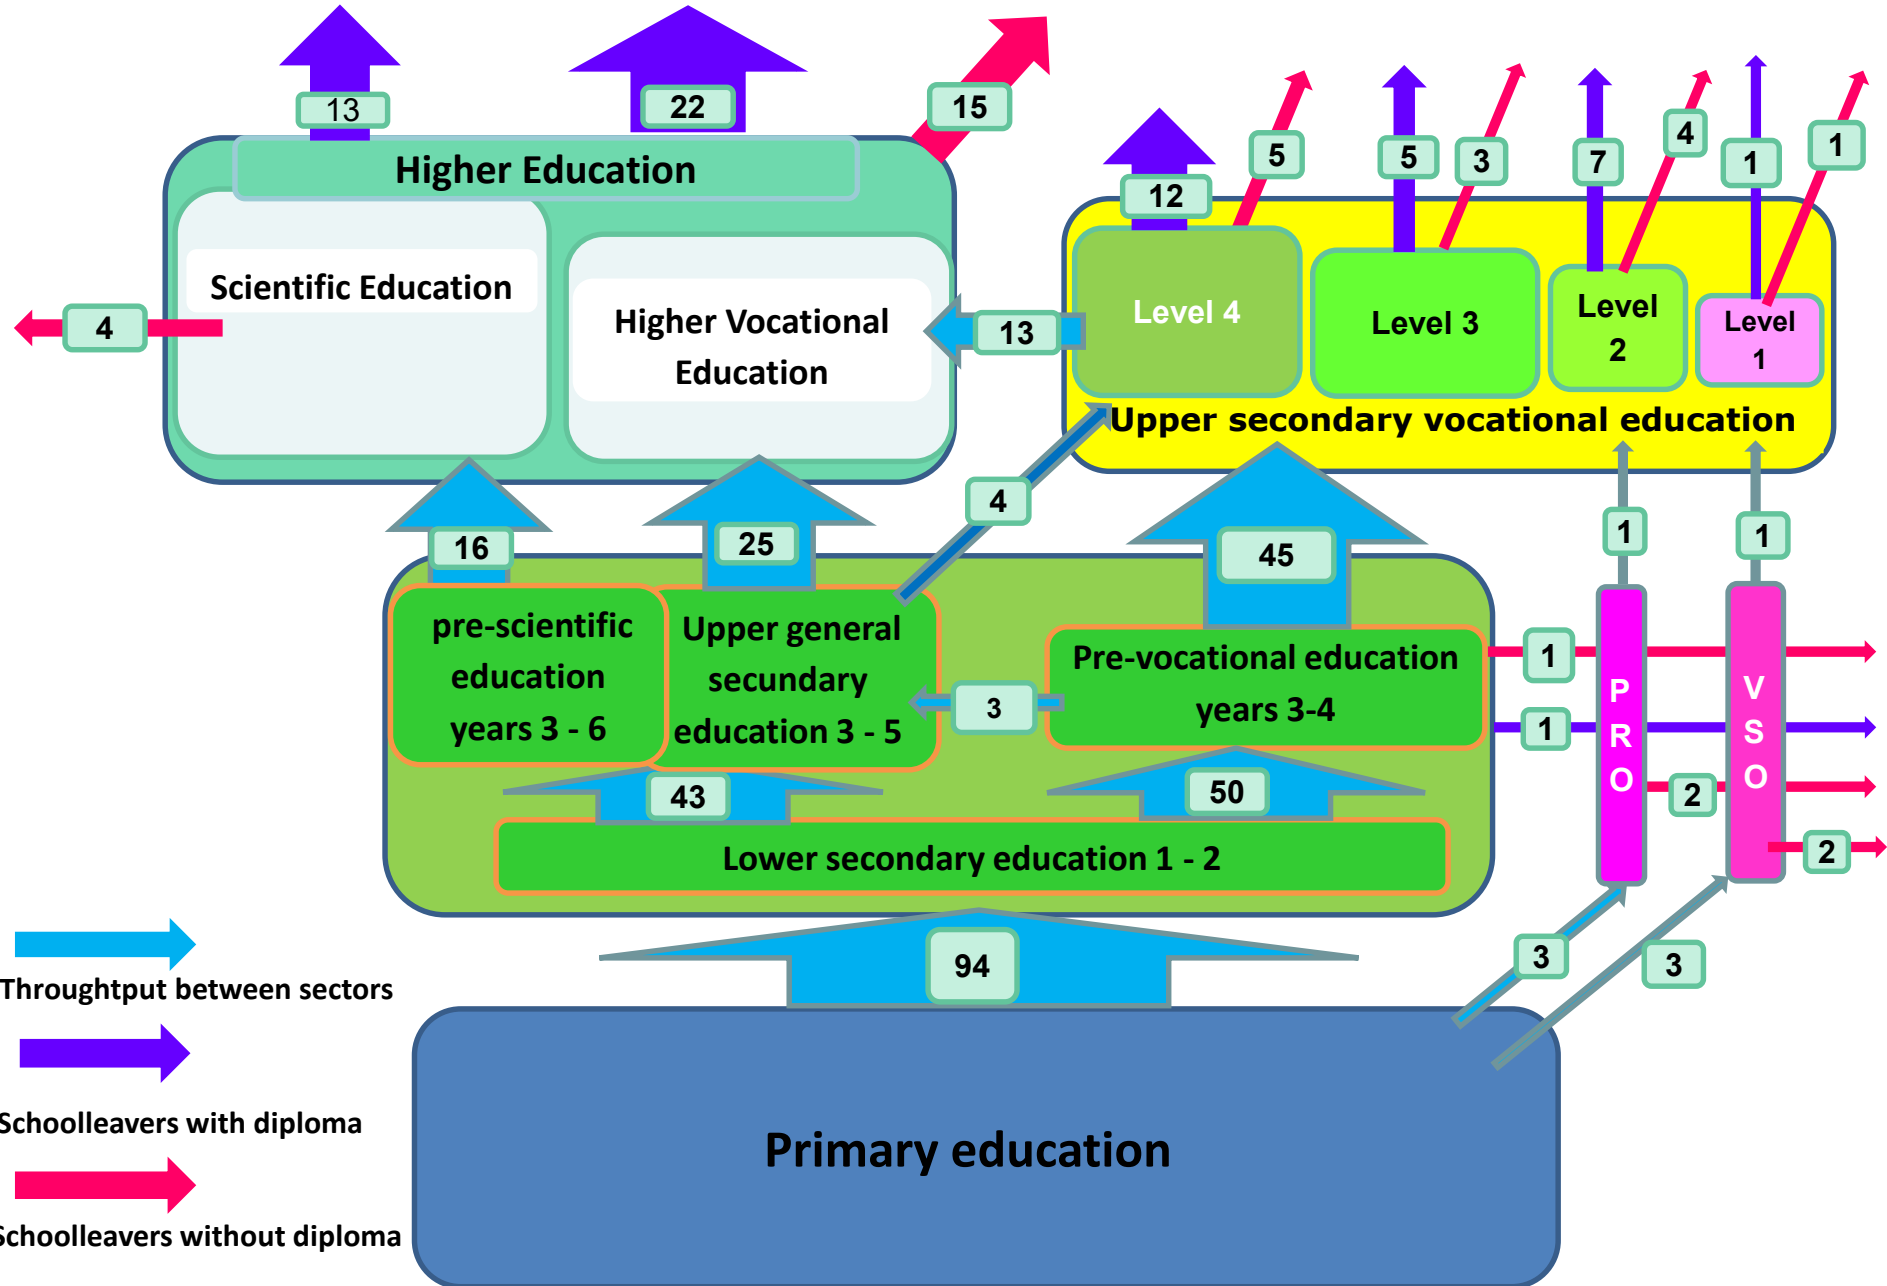 13
22
15
Higher Education
Scientific Education
Higher Vocational
Education
4
13
12
5
5
3
7
4
1
1
Level 4
Level 3
Level
2
Level
1
Upper secondary vocational education
16
25
4
45
1
1
pre-scientific
education
years 3 - 6
Upper general
secundary
education 3 - 5
3
Pre-vocational education
years 3-4
1
1
2
2
P
R
O
V
S
O
43
50
Lower secondary education 1 - 2
94
3
3
Throughtput between sectors
Schoolleavers with diploma
Schoolleavers without diploma
Primary education